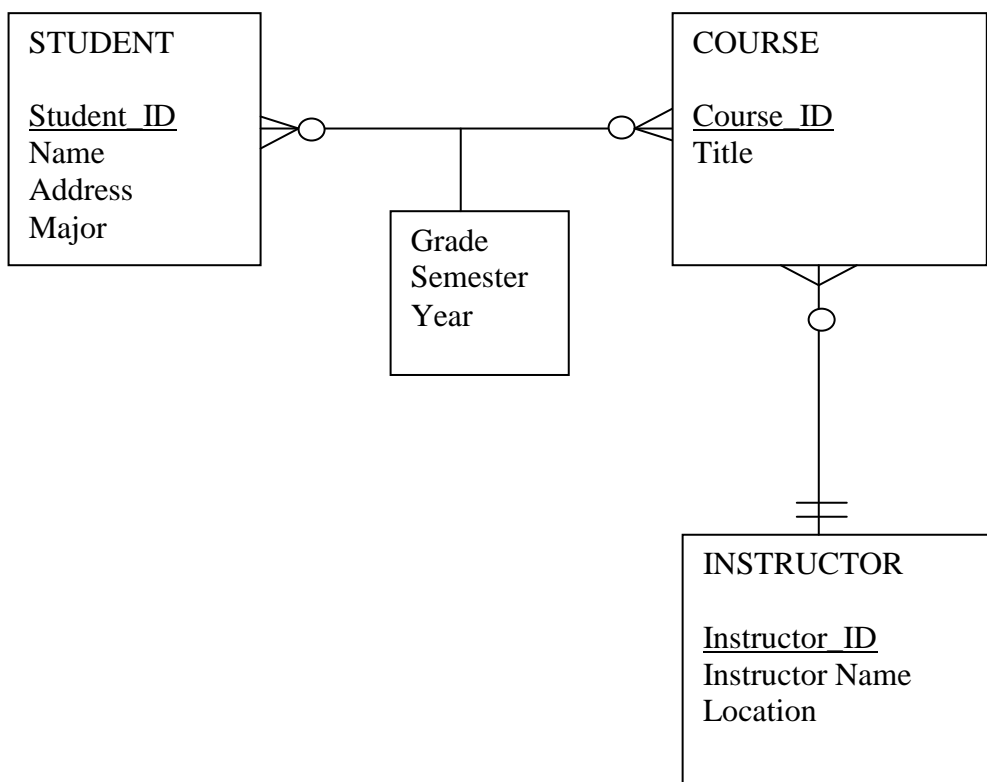 STUDENT
Student_ID
Name
Address
Major
COURSE
Course_ID
Title
Grade
Semester
Year
INSTRUCTOR
Instructor_ID
Instructor Name
Location